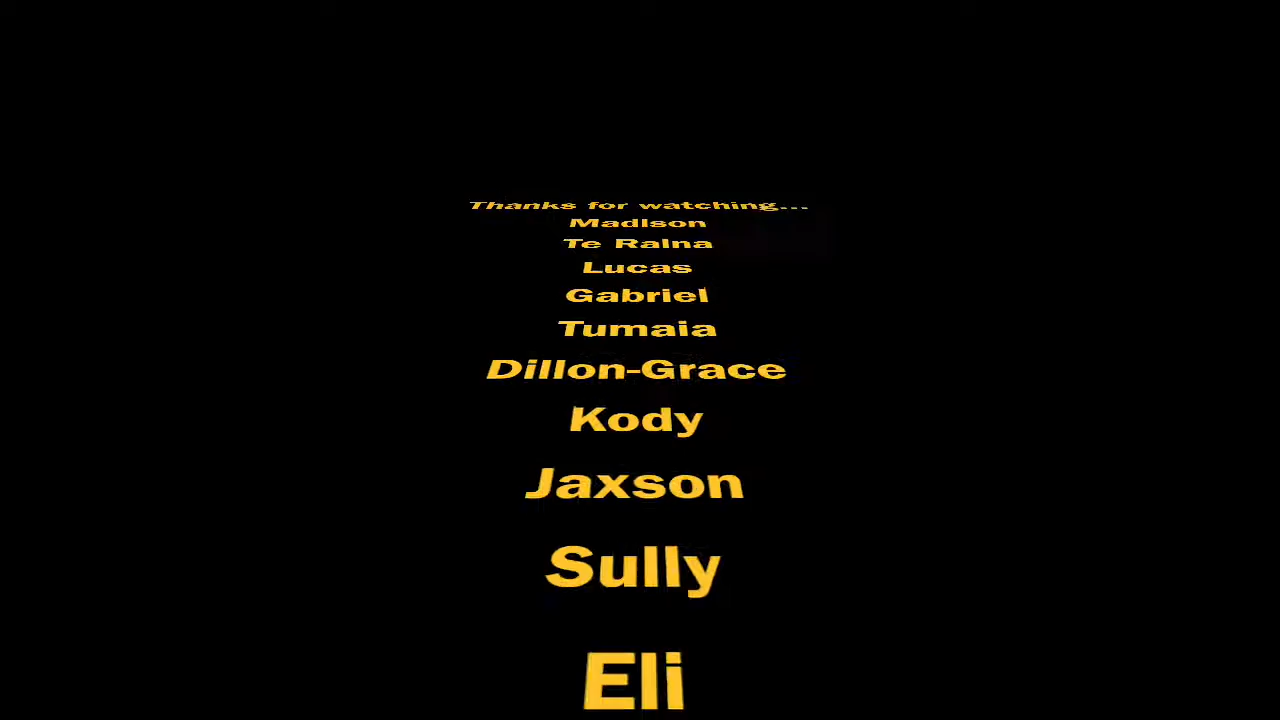 Thanks for watching...
Madison
Te Raina
Lucas
Gabriel
Tumaia
Dillon-Grace
Kody
Jaxson
Sully
Eli